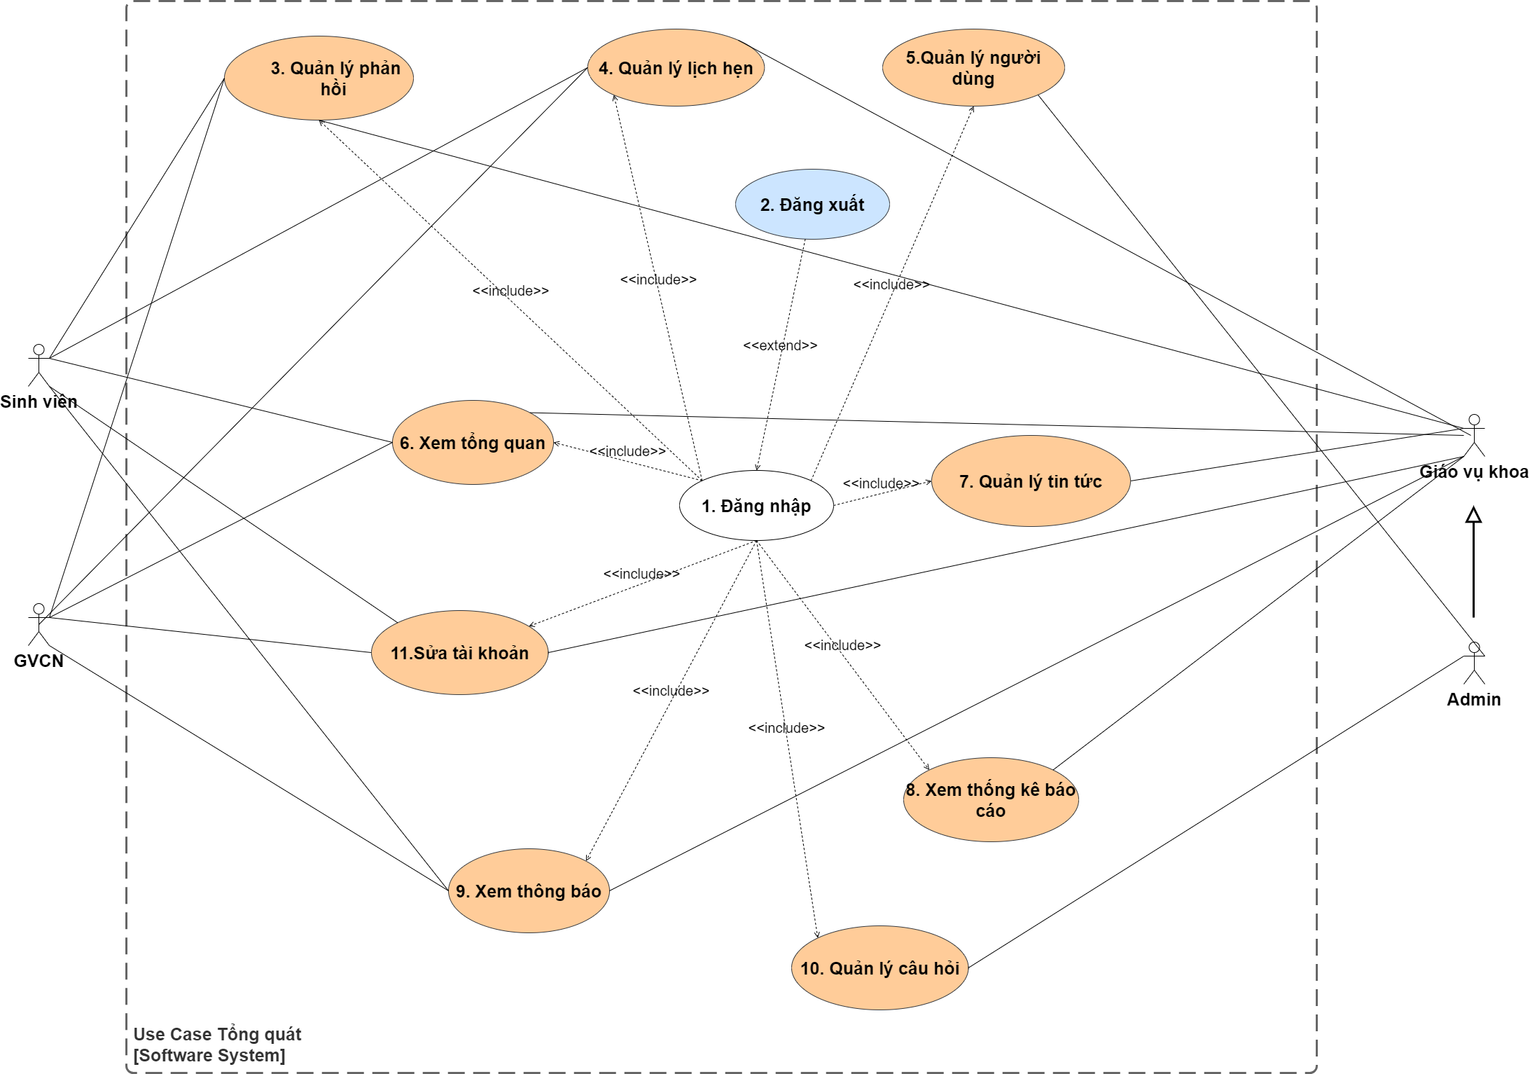 3. Quản lý phản
hồi
4. Quản lý lịch hẹn
5.Quản lý người
dùng
2. Đăng xuất
<<include>>
<<include>>
<<include>>
<<extend>>
Sinh viên
6. Xem tổng quan
<<include>>
1. Đăng nhập
<<include>>
7. Quản lý tin tức
Giáo vụ khoa
<<include>>
GVCN
11.Sửa tài khoản
<<include>>
<<include>>
<<include>>
Admin
8. Xem thống kê báo
cáo
9. Xem thông báo
10. Quản lý câu hỏi
Use Case Tổng quát
[Software System]